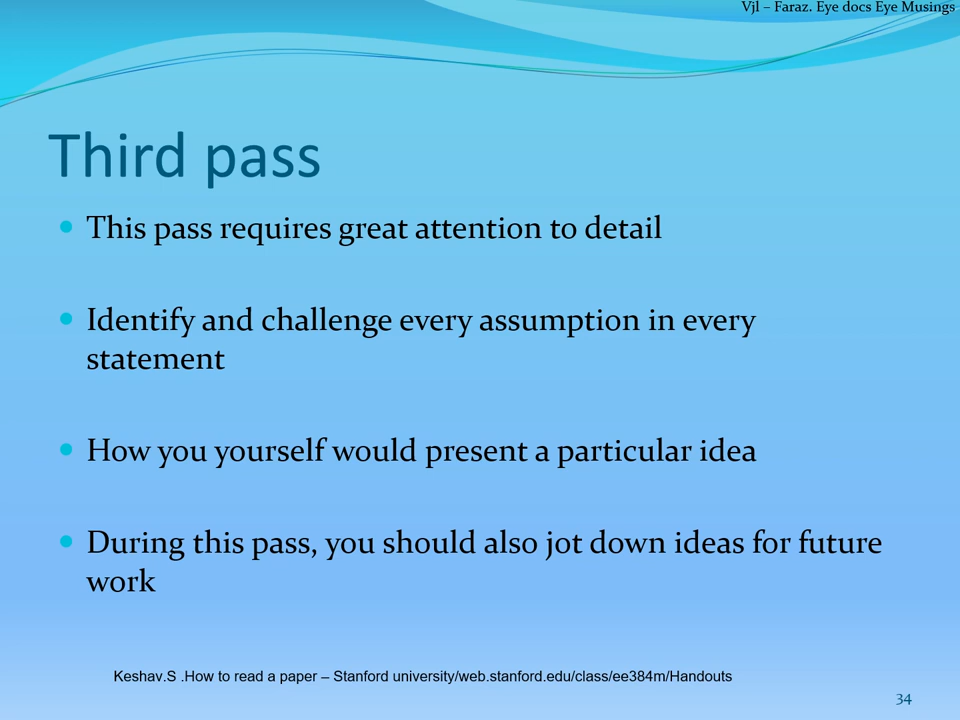 Vjl – Faraz. Eye docs Eye Musings
Third pass
This pass requires great attention to detail
Identify and challenge every assumption in every
statement
How you yourself would present a particular idea
During this pass, you should also jot down ideas for future
work
Keshav.S .How to read a paper – Stanford university/web.stanford.edu/class/ee384m/Handouts
34